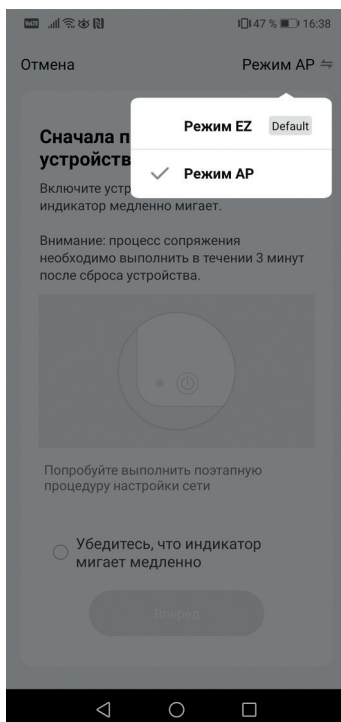 VoLTE 47 % 16:38
Отмена Режим AP
Режим EZ Default
Режим AP
Сначала п
устройств
Включите устр
индикатор медленно мигает.
Внимание: процесс сопряжения
необходимо выполнить в течении 3 минут
после сброса устройства.
Попробуйте выполнить поэтапную
процедуру настройки сети
Убедитесь, что индикатор
мигает медленно
Вперед